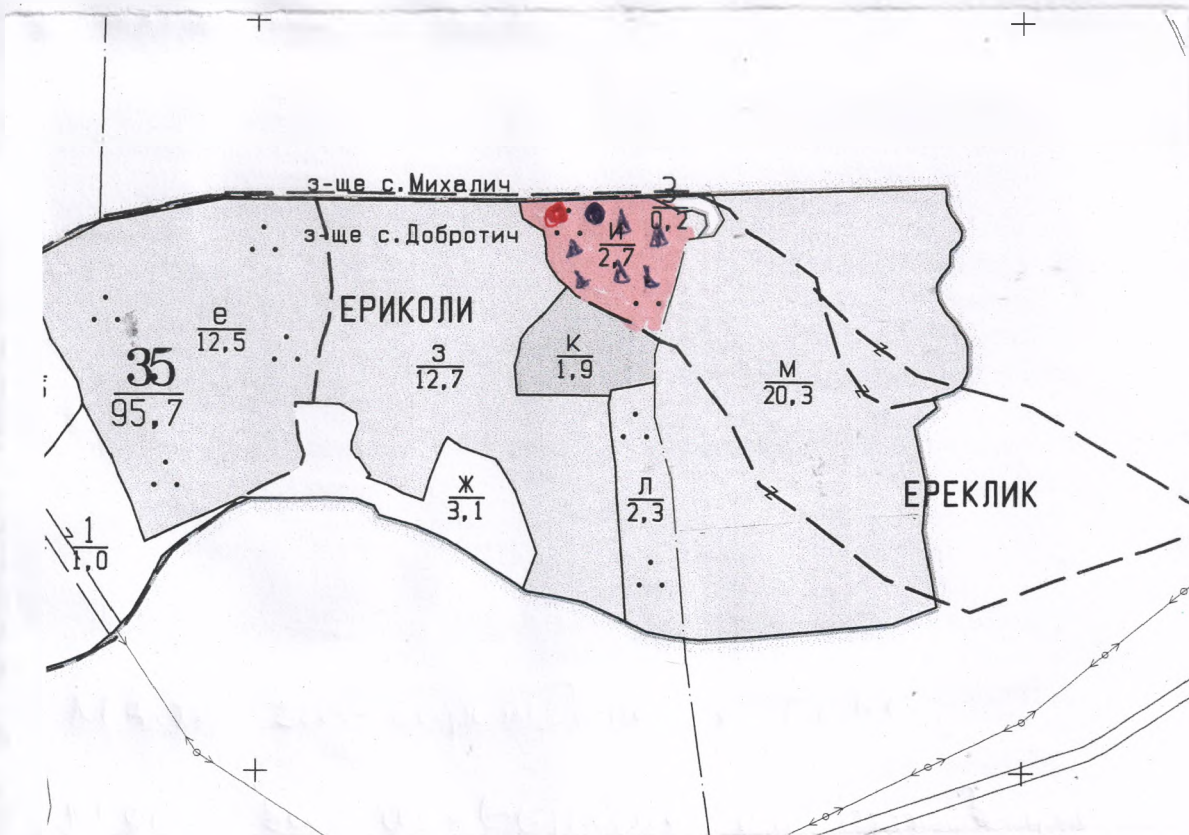 з-ще с.Михалич
з-ще с.Добротич
3
0,2
И
2,7
е
12,5
ЕРИКОЛИ
З
12,7
К
1,9
М
20,3
35
95,7
Ж
3,1
Л
2,3
ЕРЕКЛИК
1
1,0